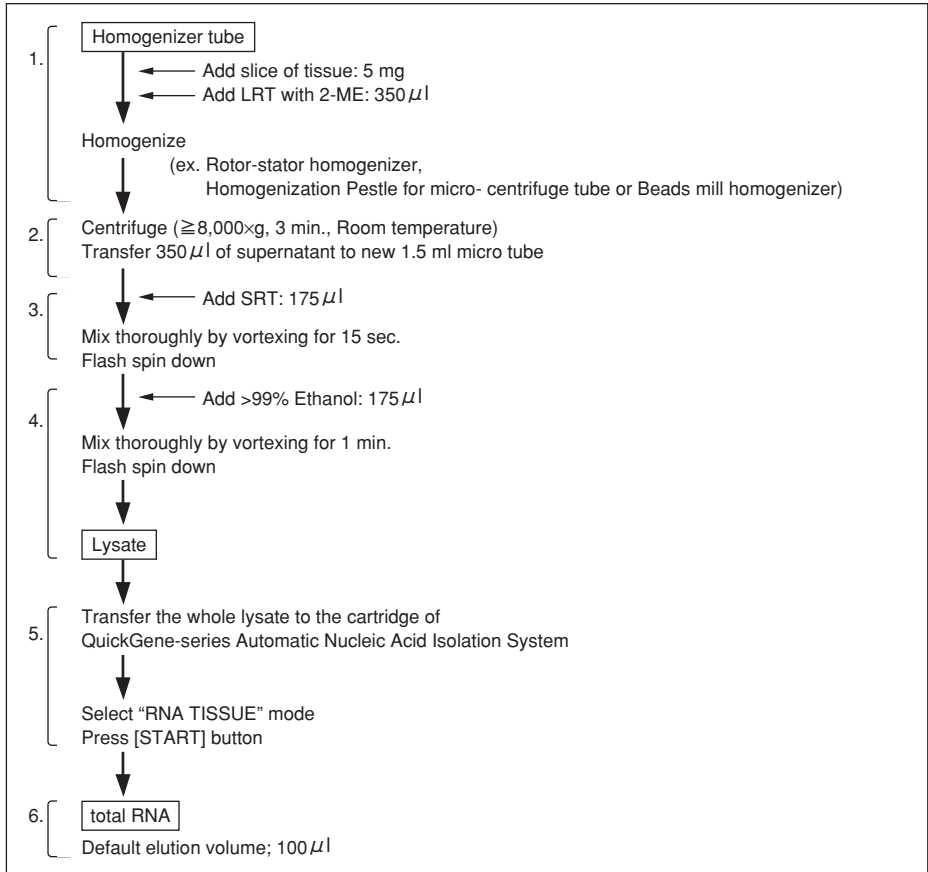 1.
Homogenizer tube
Add slice of tissue: 5 mg
Add LRT with 2-ME: 350 μl
Homogenize
(ex. Rotor-stator homogenizer,
Homogenization Pestle for micro- centrifuge tube or Beads mill homogenizer)
2.
Centrifuge (≧8,000×g, 3 min., Room temperature)
Transfer 350 μl of supernatant to new 1.5 ml micro tube
3.
Add SRT: 175 μl
Mix thoroughly by vortexing for 15 sec.
Flash spin down
4.
Add >99% Ethanol: 175 μl
Mix thoroughly by vortexing for 1 min.
Flash spin down
Lysate
5.
Transfer the whole lysate to the cartridge of
QuickGene-series Automatic Nucleic Acid Isolation System
Select “RNA TISSUE” mode
Press [START] button
6.
total RNA
Default elution volume; 100 μl